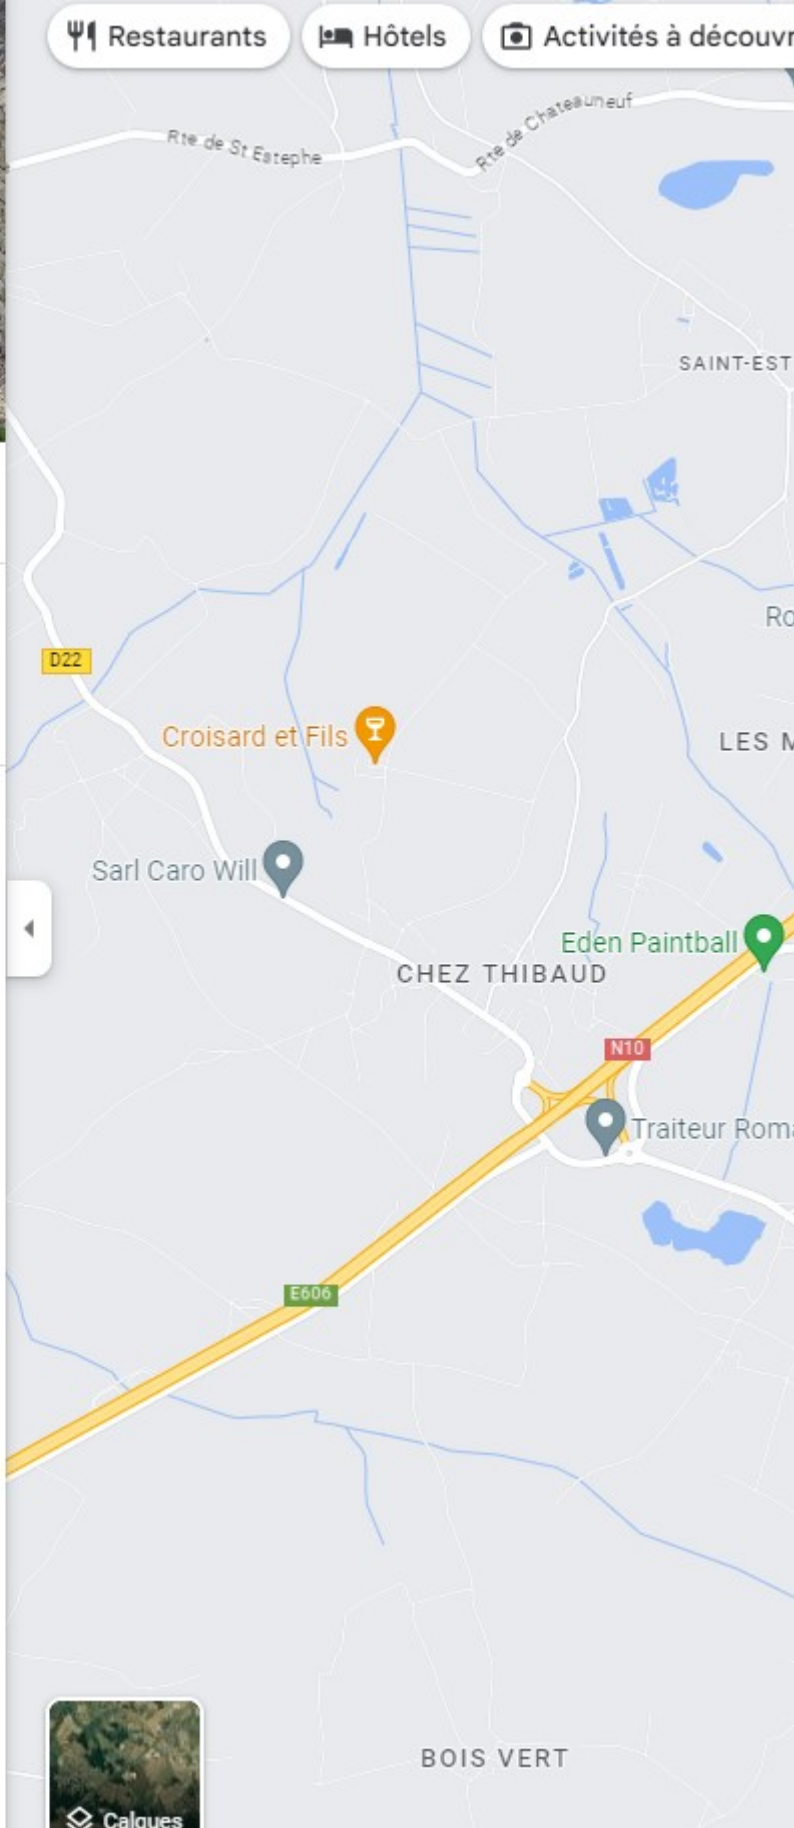 Restaurants
Hôtels
Activités à découvr
Rte de St Estephe
Rte de Chateauneuf
SAINT-EST
D22
Ro
Croisard et Fils
LES M
Sarl Caro Will
Eden Paintball
CHEZ THIBAUD
N10
Traiteur Roma
E606
BOIS VERT
Calques